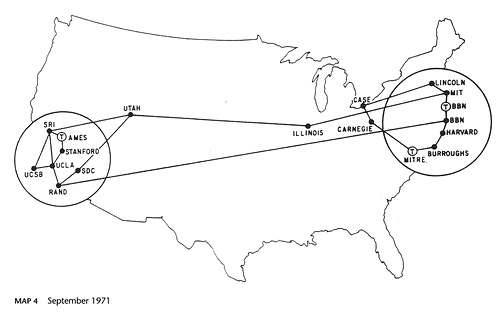 LINCOLN
CASE
MIT
T
BBN
UTAH
SRI
BBN
ILLINOIS
CARNEGIE
HARVARD
T
AMES
STANFORD
T
BURROUGHS
MITRE
UCLA
SDC
UCSB
RAND
MAP 4 September 1971